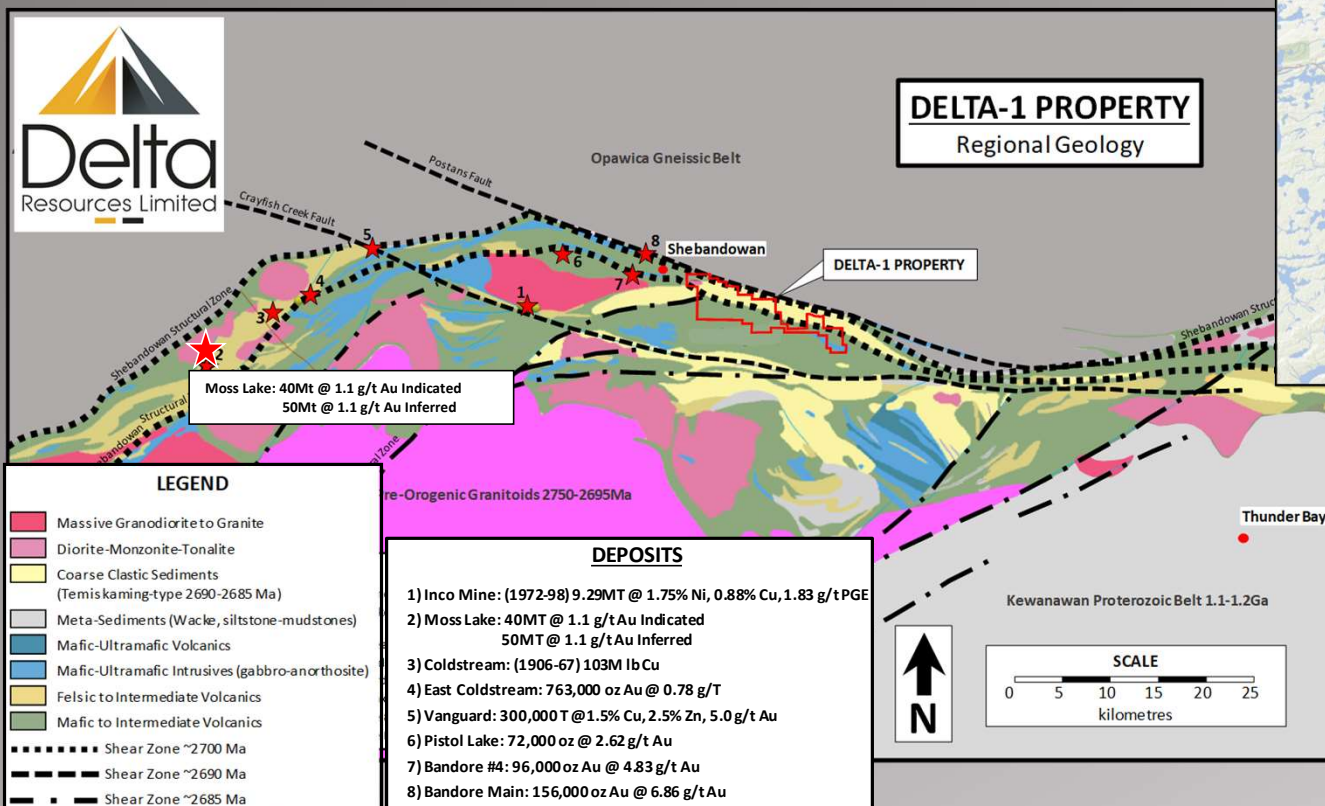 Delta
Resources Limited
DELTA-1 PROPERTY
Regional Geology
Opawica Gneissic Belt
Postans Fault
Crayfish Creek Fault
5
8
Shebandowan
6
DELTA-1 PROPERTY
7
4
1
3
Shebandowan Structural Zone
Shebandowan Struc
2
Moss Lake: 40Mt @ 1.1 g/t Au Indicated
50Mt @ 1.1 g/t Au Inferred
Structural
re-Orogenic Granitoids 2750-2695Ma
Thunder Bay
Kewanawan Proterozoic Belt 1.1-1.2Ga
LEGEND
Massive Granodiorite to Granite
Diorite-Monzonite-Tonalite
Coarse Clastic Sediments
(Temiskaming-type 2690-2685 Ma)
Meta-Sediments (Wacke, siltstone-mudstones)
Mafic-Ultramafic Volcanics
Mafic-Ultramafic Intrusives (gabbro-anorthosite)
Felsic to Intermediate Volcanics
Mafic to Intermediate Volcanics
Shear Zone ~2700 Ma
Shear Zone ~2690 Ma
Shear Zone ~2685 Ma
DEPOSITS
1) Inco Mine: (1972-98) 9.29MT @ 1.75% Ni, 0.88% Cu, 1.83 g/t PGE
2) Moss Lake: 40MT @ 1.1 g/t Au Indicated
50MT @ 1.1 g/t Au Inferred
3) Coldstream: (1906-67) 103M lb Cu
4) East Coldstream: 763,000 oz Au @ 0.78 g/T
5) Vanguard: 300,000 T @1.5% Cu, 2.5% Zn, 5.0 g/t Au
6) Pistol Lake: 72,000 oz @ 2.62 g/t Au
7) Bandore #4: 96,000 oz Au @ 4.83 g/t Au
8) Bandore Main: 156,000 oz Au @ 6.86 g/t Au
N
SCALE
0 5 10 15 20 25
kilometres